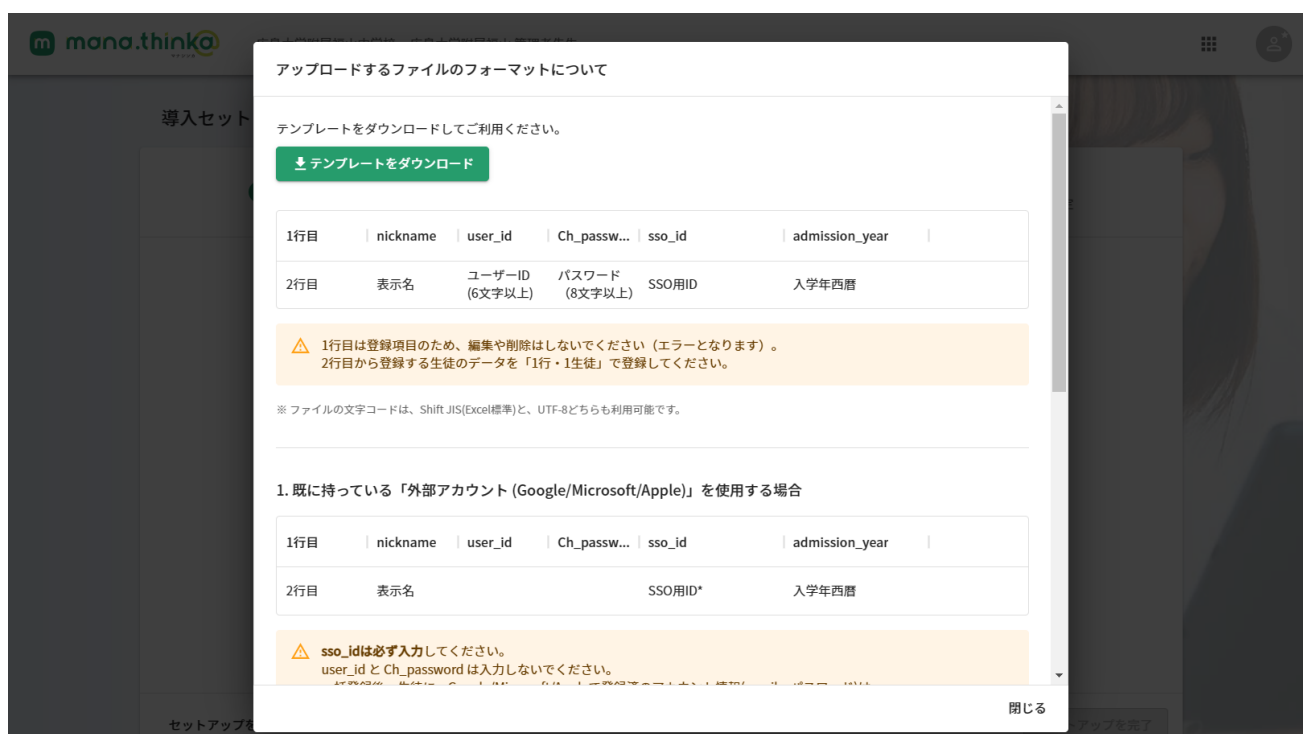 mana.think@
マナシンカ
アップロードするファイルのフォーマットについて
導入セット
テンプレートをダウンロードしてご利用ください。
テンプレートをダウンロード
1行目 nickname user_id Ch_passw... sso_id admission_year
2行目 表示名 ユーザーID (6文字以上) パスワード (8文字以上) SSO用ID 入学年西暦
1行目は登録項目のため、編集や削除はしないでください（エラーとなります）。
2行目から登録する生徒のデータを「1行・1生徒」で登録してください。
※ ファイルの文字コードは、Shift JIS(Excel標準)と、UTF-8どちらも利用可能です。
1. 既に持っている「外部アカウント (Google/Microsoft/Apple)」を使用する場合
1行目 nickname user_id Ch_passw... sso_id admission_year
2行目 表示名 SSO用ID* 入学年西暦
sso_idは必ず入力してください。
user_id と Ch_password は入力しないでください。
閉じる
セットアップを
アップを完了